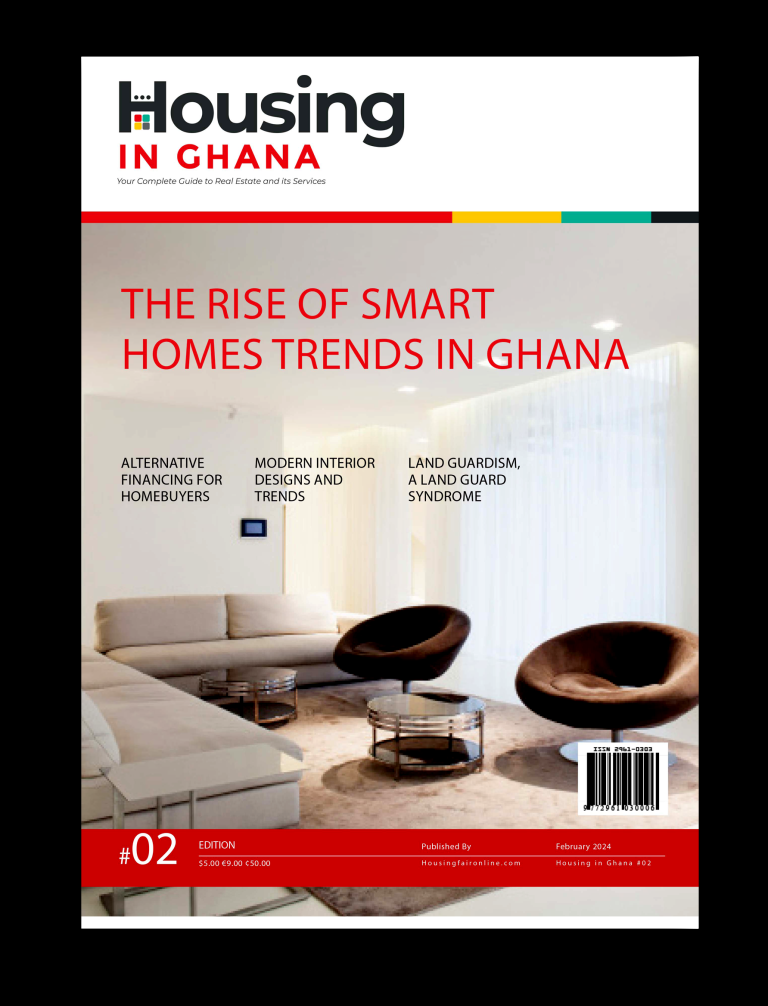 Housing
IN GHANA
Your Complete Guide to Real Estate and its Services
THE RISE OF SMART
HOMES TRENDS IN GHANA
ALTERNATIVE
FINANCING FOR
HOMEBUYERS
MODERN INTERIOR
DESIGNS AND
TRENDS
LAND GUARDISM,
A LAND GUARD
SYNDROME
ISSN 2961-0303
9 772961 030006
#02
EDITION
$5.00 €9.00 ¢50.00
Published By
Housingfaironline.com
February 2024
Housing in Ghana #02